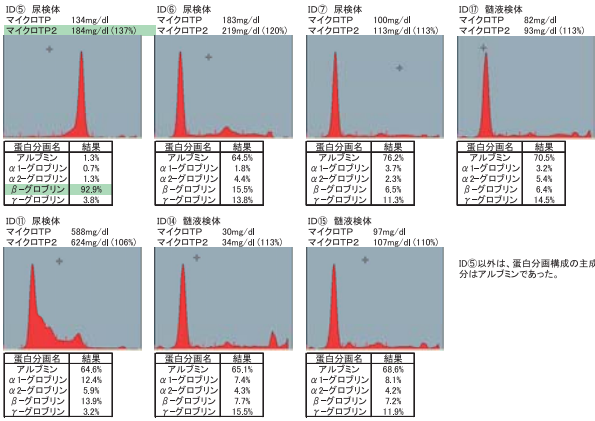 ID⑤ 尿検体
マイクロTP 134mg/dl
マイクロTP2 184mg/dl (137%)
蛋白分画名 結果
アルブミン 1.3%
α1-グロブリン 0.7%
α2-グロブリン 1.3%
β-グロブリン 92.9%
γ-グロブリン 3.8%
ID⑥ 尿検体
マイクロTP 183mg/dl
マイクロTP2 219mg/dl (120%)
蛋白分画名 結果
アルブミン 64.5%
α1-グロブリン 1.8%
α2-グロブリン 4.4%
β-グロブリン 15.5%
γ-グロブリン 13.8%
ID⑦ 尿検体
マイクロTP 100mg/dl
マイクロTP2 113mg/dl (113%)
蛋白分画名 結果
アルブミン 76.2%
α1-グロブリン 3.7%
α2-グロブリン 2.3%
β-グロブリン 6.5%
γ-グロブリン 11.3%
ID⑰ 髄液検体
マイクロTP 82mg/dl
マイクロTP2 93mg/dl (113%)
蛋白分画名 結果
アルブミン 70.5%
α1-グロブリン 3.2%
α2-グロブリン 5.4%
β-グロブリン 6.4%
γ-グロブリン 14.5%
ID⑪ 尿検体
マイクロTP 588mg/dl
マイクロTP2 624mg/dl (106%)
蛋白分画名 結果
アルブミン 64.6%
α1-グロブリン 12.4%
α2-グロブリン 5.9%
β-グロブリン 13.9%
γ-グロブリン 3.2%
ID⑭ 髄液検体
マイクロTP 30mg/dl
マイクロTP2 34mg/dl (113%)
蛋白分画名 結果
アルブミン 65.1%
α1-グロブリン 7.4%
α2-グロブリン 4.3%
β-グロブリン 7.7%
γ-グロブリン 15.5%
ID⑮ 髄液検体
マイクロTP 97mg/dl
マイクロTP2 107mg/dl (110%)
蛋白分画名 結果
アルブミン 68.6%
α1-グロブリン 8.1%
α2-グロブリン 4.2%
β-グロブリン 7.2%
γ-グロブリン 11.9%
ID⑤以外は、蛋白分画構成の主成
分はアルブミンであった。